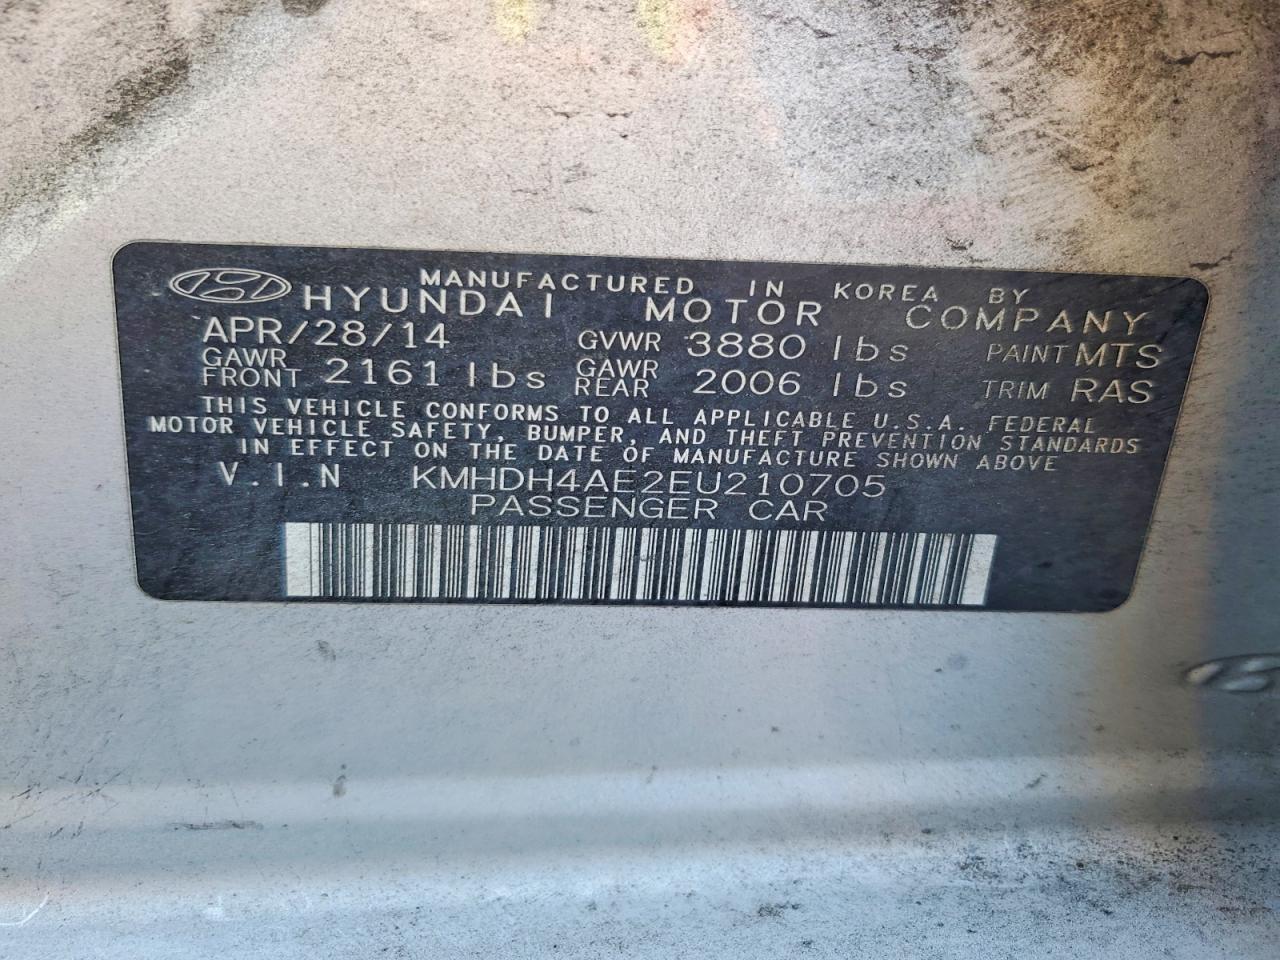 MANUFACTURED IN KOREA BY
HYUNDAI MOTOR COMPANY
APR/28/14 GVWR 3880 lbs PAINT MTS
GAWR FRONT 2161 lbs GAWR REAR 2006 lbs TRIM RAS
THIS VEHICLE CONFORMS TO ALL APPLICABLE U.S.A. FEDERAL
MOTOR VEHICLE SAFETY, BUMPER, AND THEFT PREVENTION STANDARDS
IN EFFECT ON THE DATE OF MANUFACTURE SHOWN ABOVE
V.I.N KMHDH4AE2EU210705
PASSENGER CAR